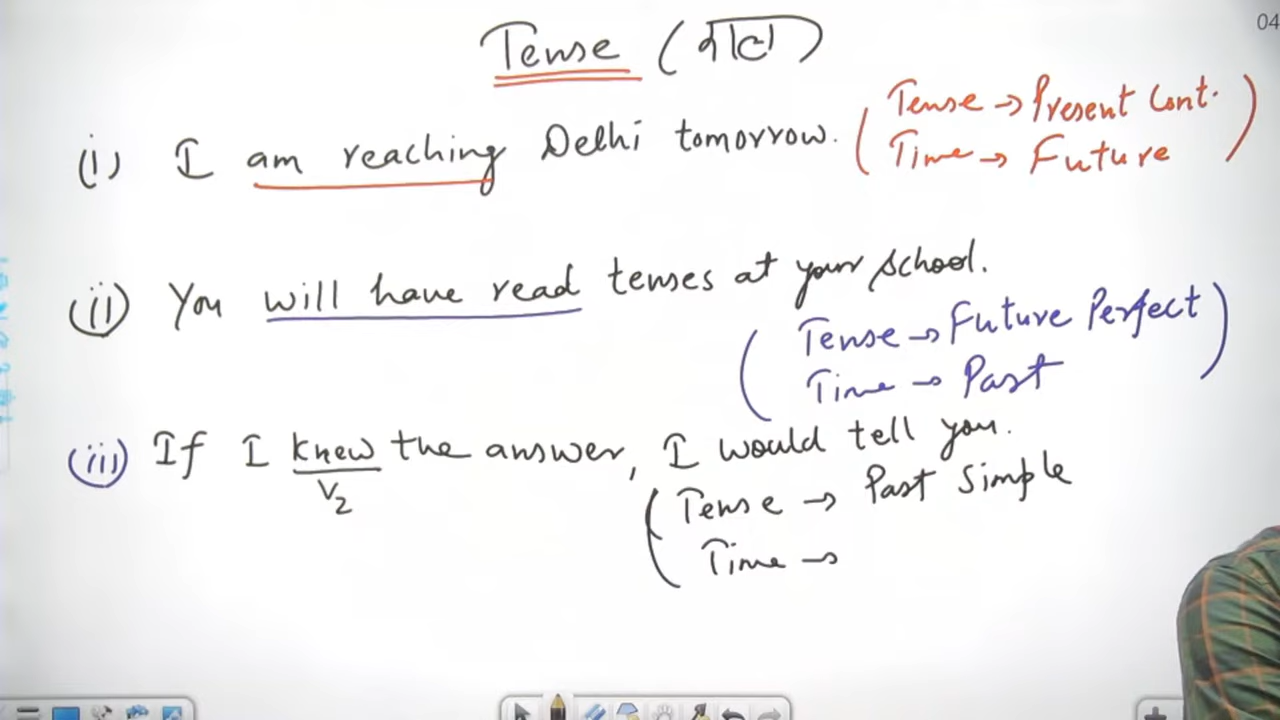 04
Tense (काल)
(i) I am reaching Delhi tomorrow. (Tense → Present Cont.
Time → Future)
(ii) You will have read tenses at your school.
(Tense → Future Perfect
Time → Past)
(iii) If I knew the answer, I would tell you.
V2
(Tense → Past Simple
Time →